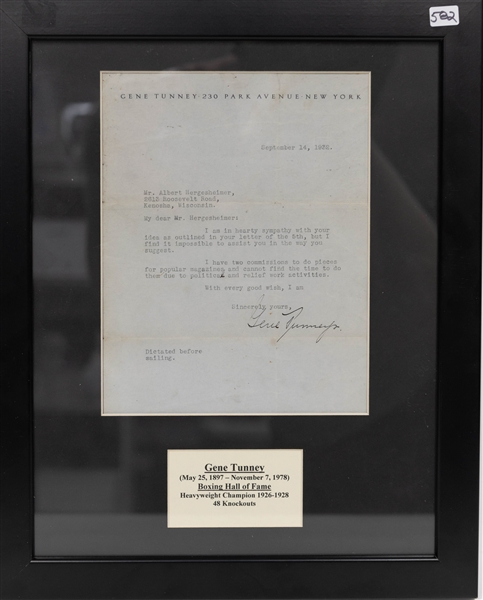 582
GENE TUNNEY·230 PARK AVENUE·NEW YORK
September 14, 1932.
Mr. Albert Hergesheimer,
Roosevelt Road,
Kenosha, Wisconsin.
My dear Mr. Hergesheimer:
I am in hearty sympathy with your
idea as outlined in your letter of the 8th, but I
find it impossible to assist you in the way you
suggest.
I have two commissions to do pieces
for popular magazines and cannot find the time to do
them due to political and relief work activities.
With every good wish, I am
Sincerely yours,
Gene Tunney
Dictated before
mailing.
Gene Tunney
(May 25, 1897 – November 7, 1978)
Boxing Hall of Fame
Heavyweight Champion 1926-1928
48 Knockouts